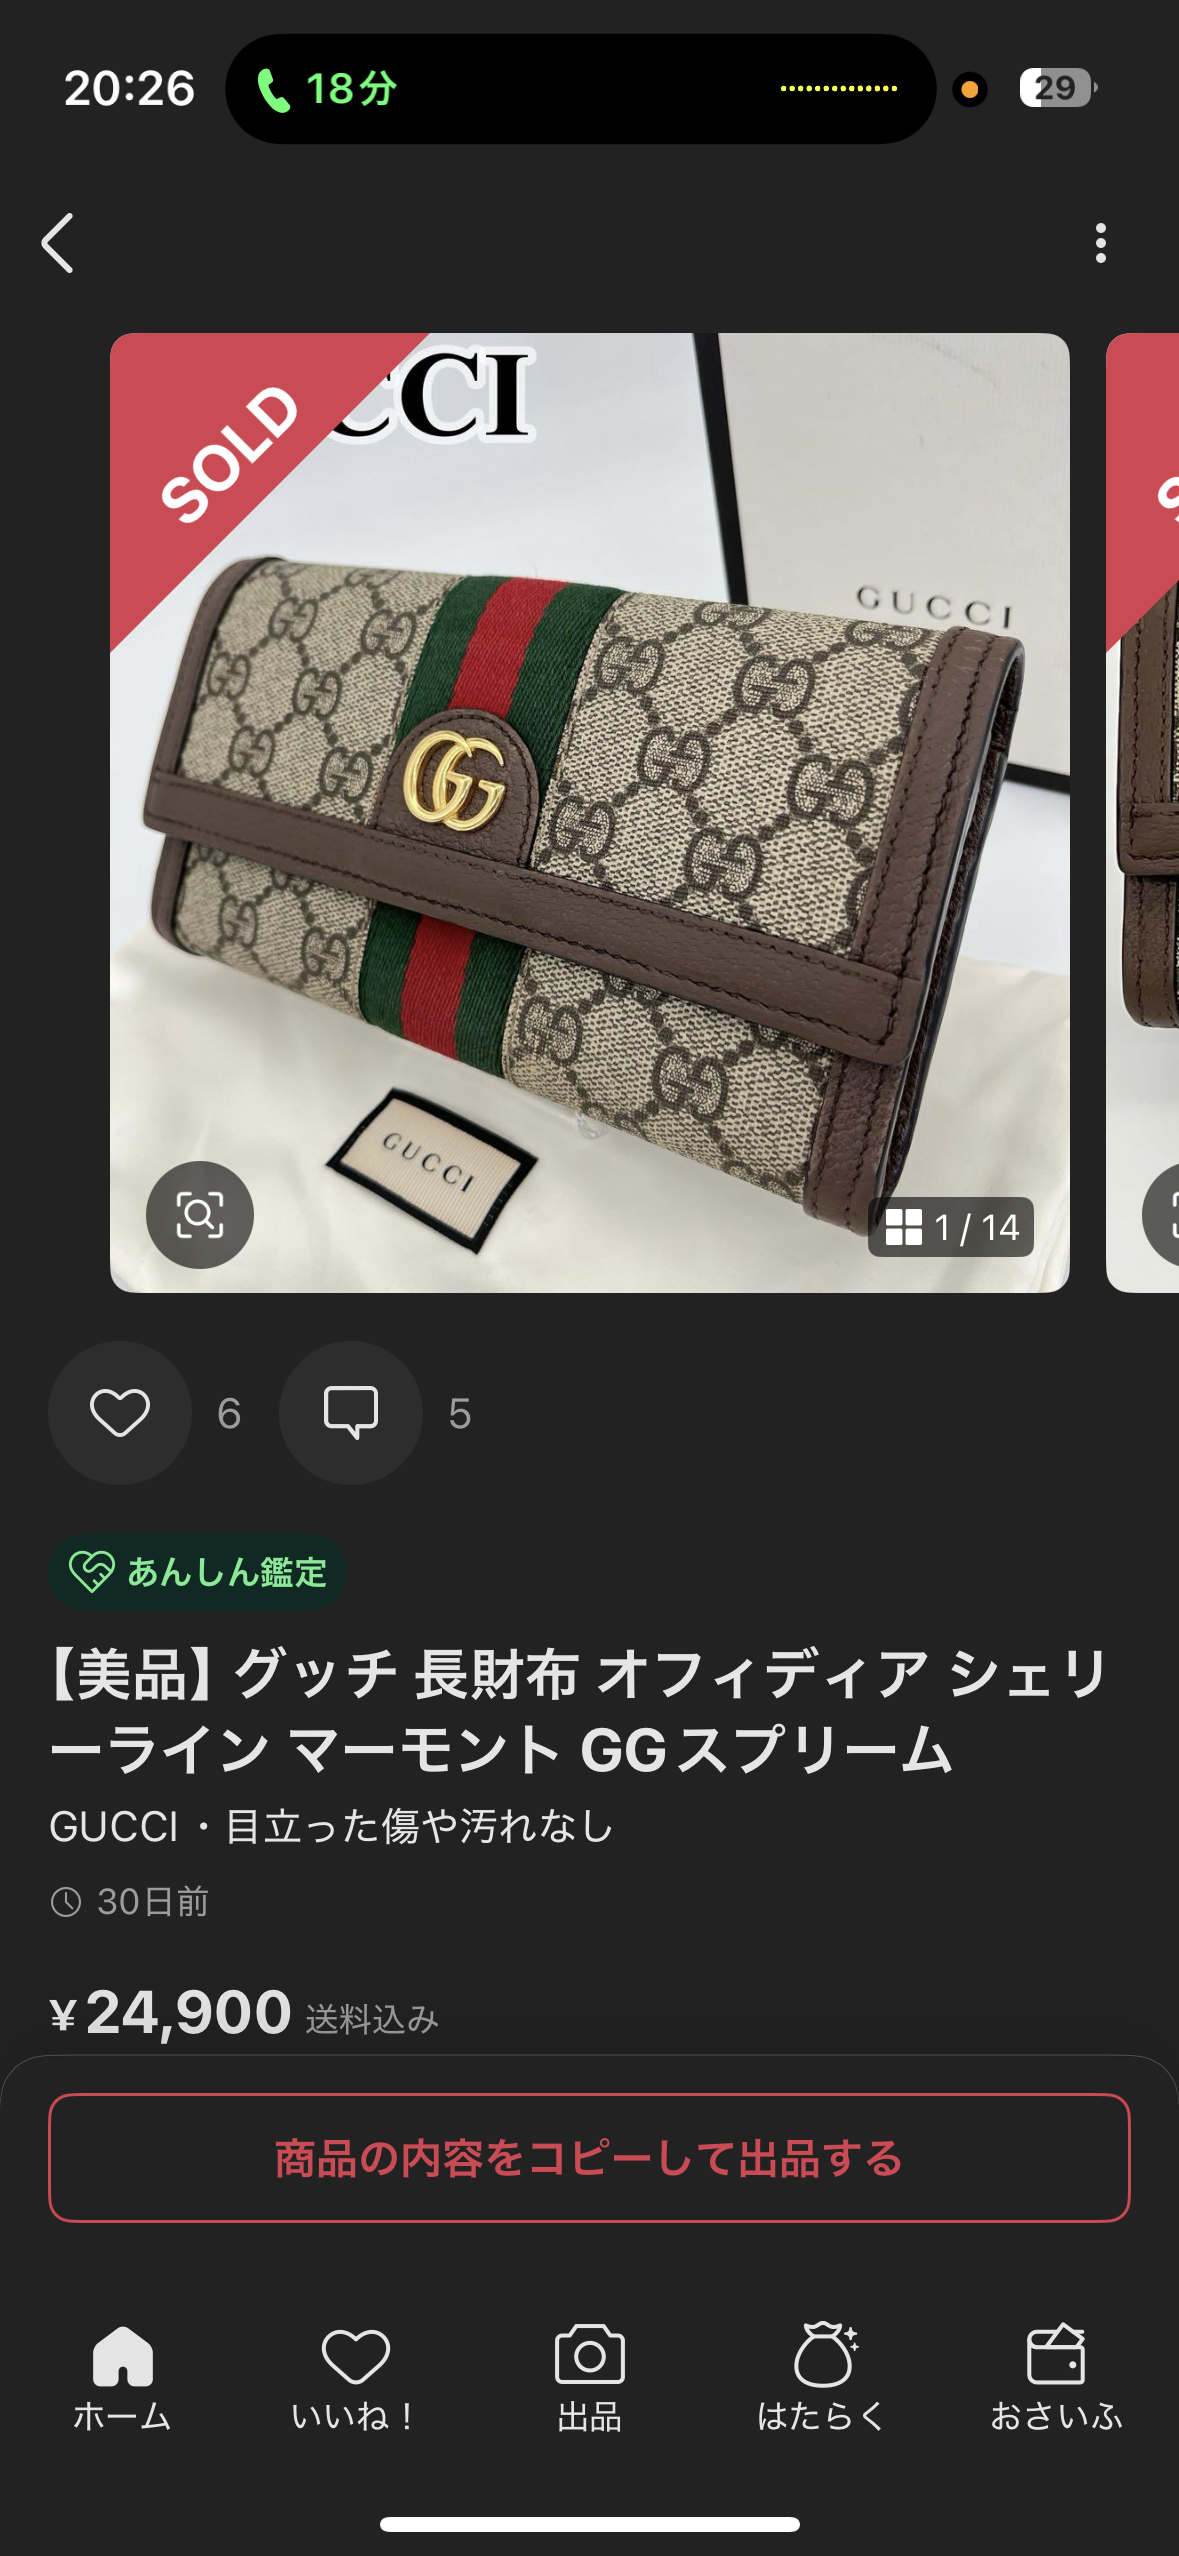 20:26
18分
29
SOLD
CCI
GUCCI
GUCCI
1 / 14
6
5
あんしん鑑定
【美品】グッチ 長財布 オフィディア シェリ
ーライン マーモント GGスプリーム
GUCCI・目立った傷や汚れなし
30日前
¥24,900 送料込み
商品の内容をコピーして出品する
ホーム
いいね！
出品
はたらく
おさいふ